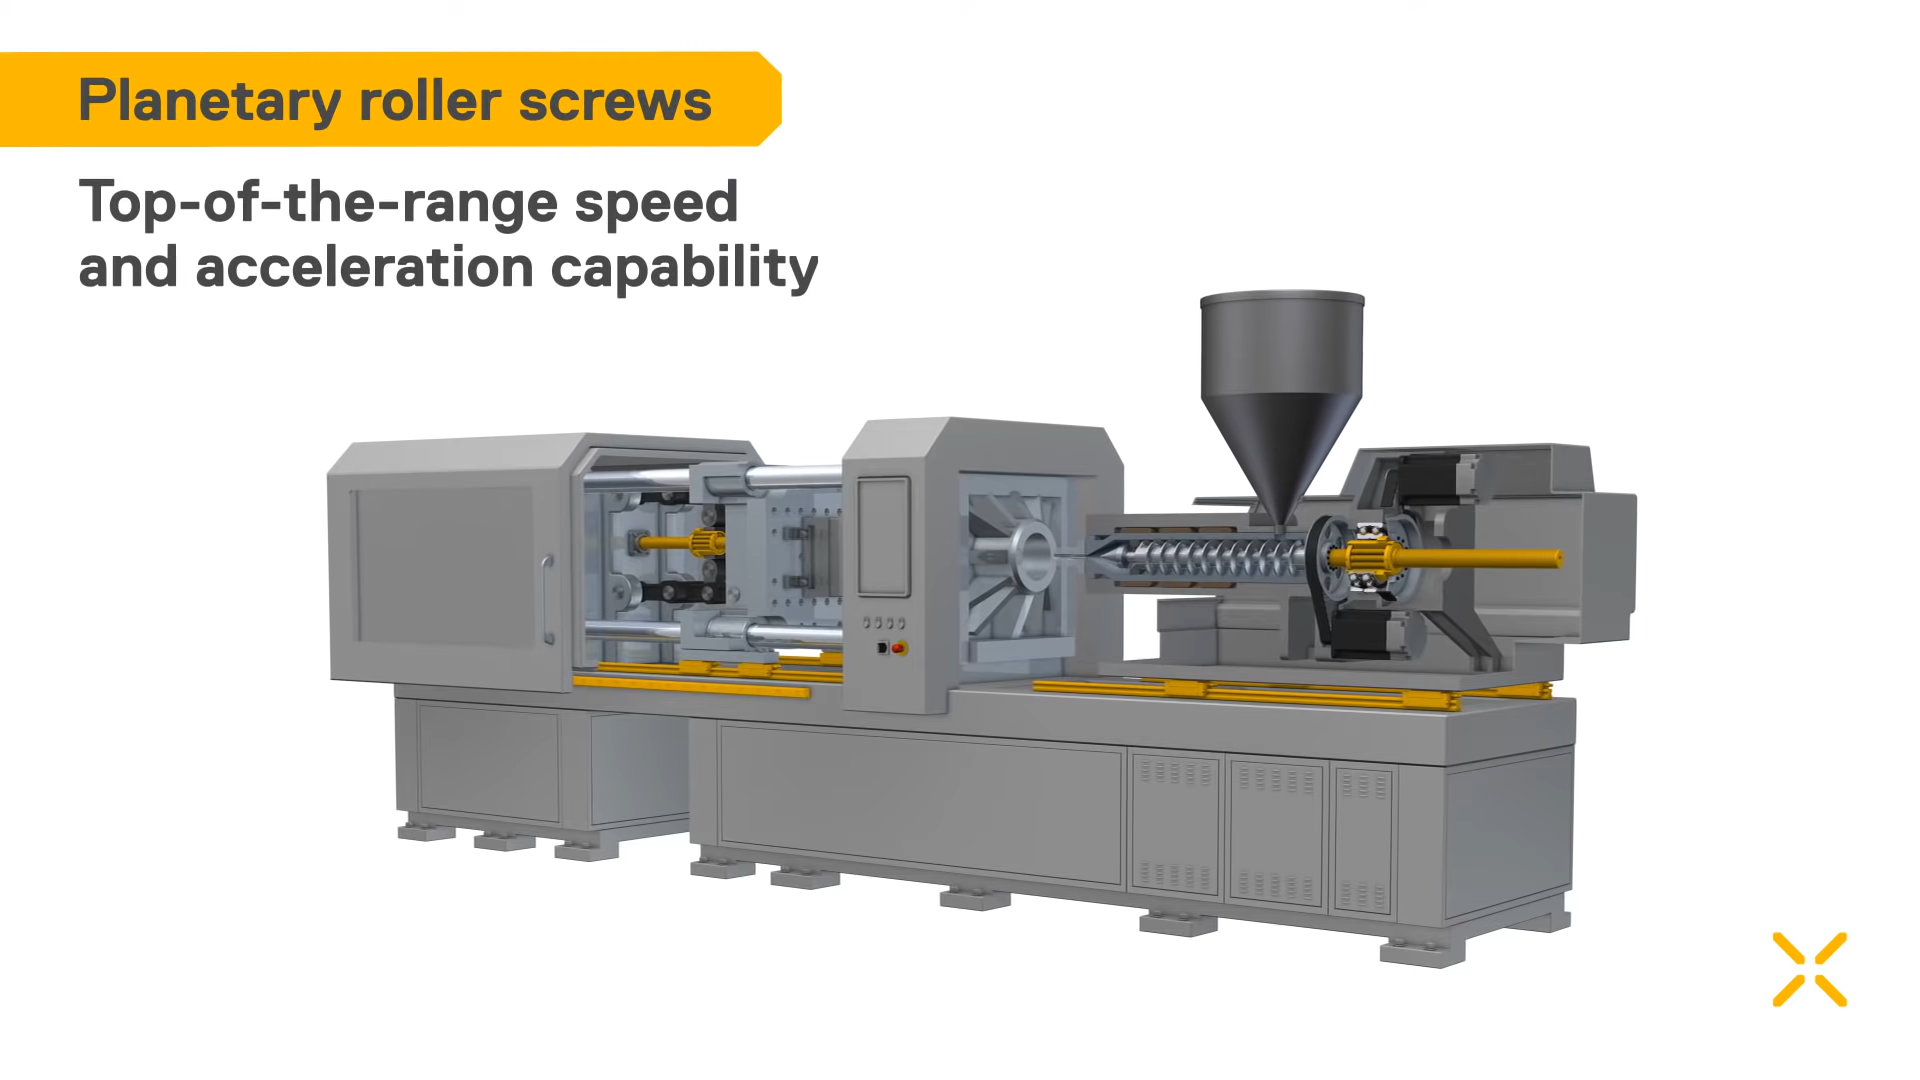 Planetary roller screws
Top-of-the-range speed
and acceleration capability